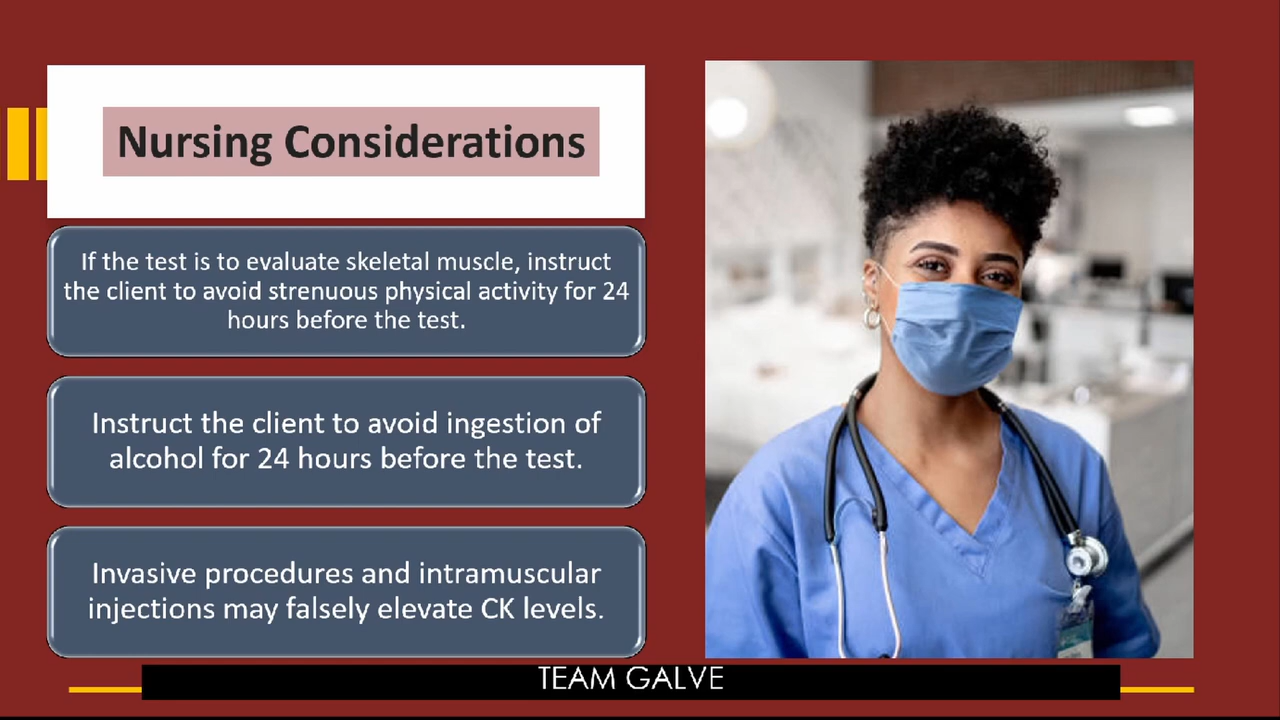 Nursing Considerations
If the test is to evaluate skeletal muscle, instruct
the client to avoid strenuous physical activity for 24
hours before the test.
Instruct the client to avoid ingestion of
alcohol for 24 hours before the test.
Invasive procedures and intramuscular
injections may falsely elevate CK levels.
TEAM GALVE